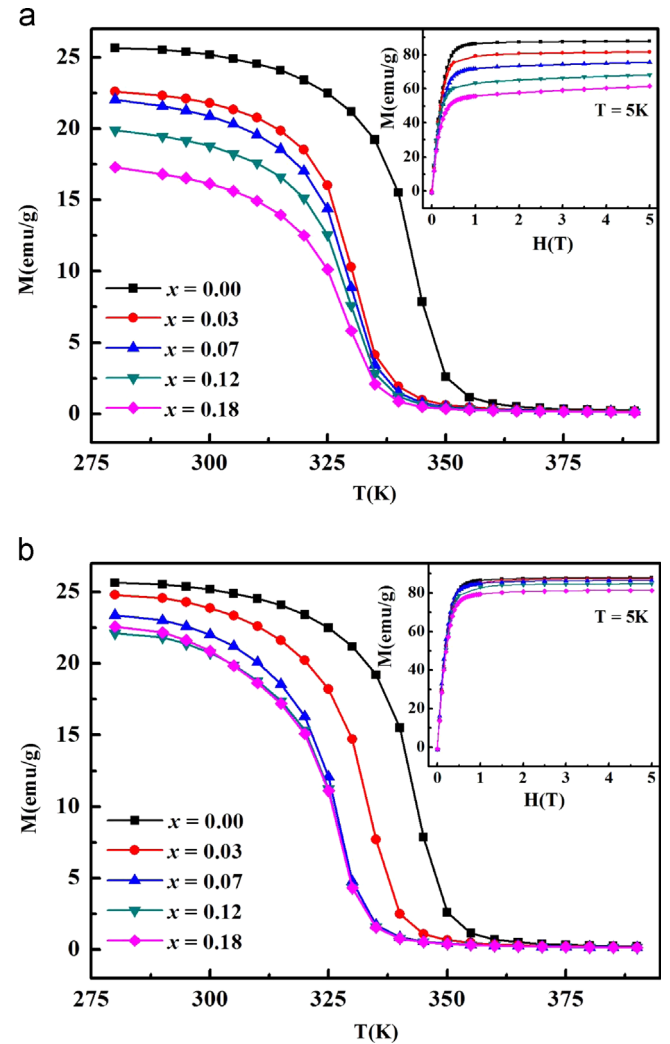 a
25
20
15
10
5
0
M(emu/g)
x = 0.00
x = 0.03
x = 0.07
x = 0.12
x = 0.18
275 300 325 350 375
T(K)
80
60
40
20
0
M(emu/g)
T = 5K
0 1 2 3 4 5
H(T)
b
25
20
15
10
5
0
M(emu/g)
x = 0.00
x = 0.03
x = 0.07
x = 0.12
x = 0.18
275 300 325 350 375
T(K)
80
60
40
20
0
M(emu/g)
T = 5K
0 1 2 3 4 5
H(T)